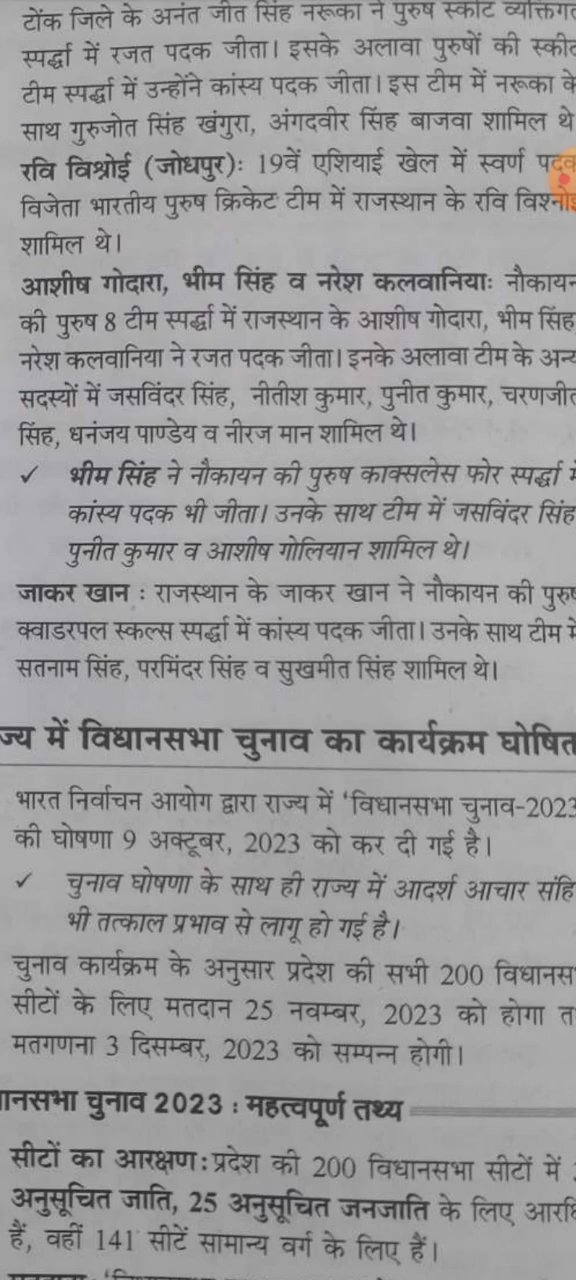 टोंक जिले के अनंत जीत सिंह नरूका ने पुरुष स्कीट व्यक्तिगत
स्पर्द्धा में रजत पदक जीता। इसके अलावा पुरुषों की स्कीट
टीम स्पर्द्धा में उन्होंने कांस्य पदक जीता। इस टीम में नरूका के
साथ गुरुजोत सिंह खंगुरा, अंगदवीर सिंह बाजवा शामिल थे
रवि विश्नोई (जोधपुर): 19वें एशियाई खेल में स्वर्ण पदक
विजेता भारतीय पुरुष क्रिकेट टीम में राजस्थान के रवि विश्नोई
शामिल थे।
आशीष गोदारा, भीम सिंह व नरेश कलवानियाः नौकायन
की पुरुष 8 टीम स्पर्द्धा में राजस्थान के आशीष गोदारा, भीम सिंह
नरेश कलवानिया ने रजत पदक जीता। इनके अलावा टीम के अन्य
सदस्यों में जसविंदर सिंह, नीतीश कुमार, पुनीत कुमार, चरणजीत
सिंह, धनंजय पाण्डेय व नीरज मान शामिल थे।
✓ भीम सिंह ने नौकायन की पुरुष काक्सलेस फोर स्पर्द्धा में
कांस्य पदक भी जीता। उनके साथ टीम में जसविंदर सिंह
पुनीत कुमार व आशीष गोलियान शामिल थे।
जाकर खान : राजस्थान के जाकर खान ने नौकायन की पुरुष
क्वाडरपल स्कल्स स्पर्द्धा में कांस्य पदक जीता। उनके साथ टीम में
सतनाम सिंह, परमिंदर सिंह व सुखमीत सिंह शामिल थे।
ज्य में विधानसभा चुनाव का कार्यक्रम घोषित
भारत निर्वाचन आयोग द्वारा राज्य में 'विधानसभा चुनाव-2023
की घोषणा 9 अक्टूबर, 2023 को कर दी गई है।
✓ चुनाव घोषणा के साथ ही राज्य में आदर्श आचार संहि
भी तत्काल प्रभाव से लागू हो गई है।
चुनाव कार्यक्रम के अनुसार प्रदेश की सभी 200 विधानस
सीटों के लिए मतदान 25 नवम्बर, 2023 को होगा त
मतगणना 3 दिसम्बर, 2023 को सम्पन्न होगी।
ानसभा चुनाव 2023 : महत्वपूर्ण तथ्य
सीटों का आरक्षण : प्रदेश की 200 विधानसभा सीटों में
अनुसूचित जाति, 25 अनुसूचित जनजाति के लिए आरक्षि
हैं, वहीं 141 सीटें सामान्य वर्ग के लिए हैं।